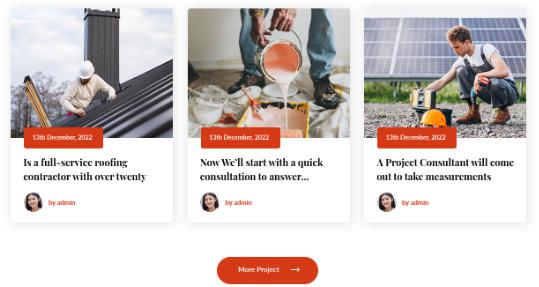 13th December, 2022
Is a full-service roofing
contractor with over twenty
by admin
13th December, 2022
Now We'll start with a quick
consultation to answer...
by admin
13th December, 2022
A Project Consultant will come
out to take measurements
by admin
More Project